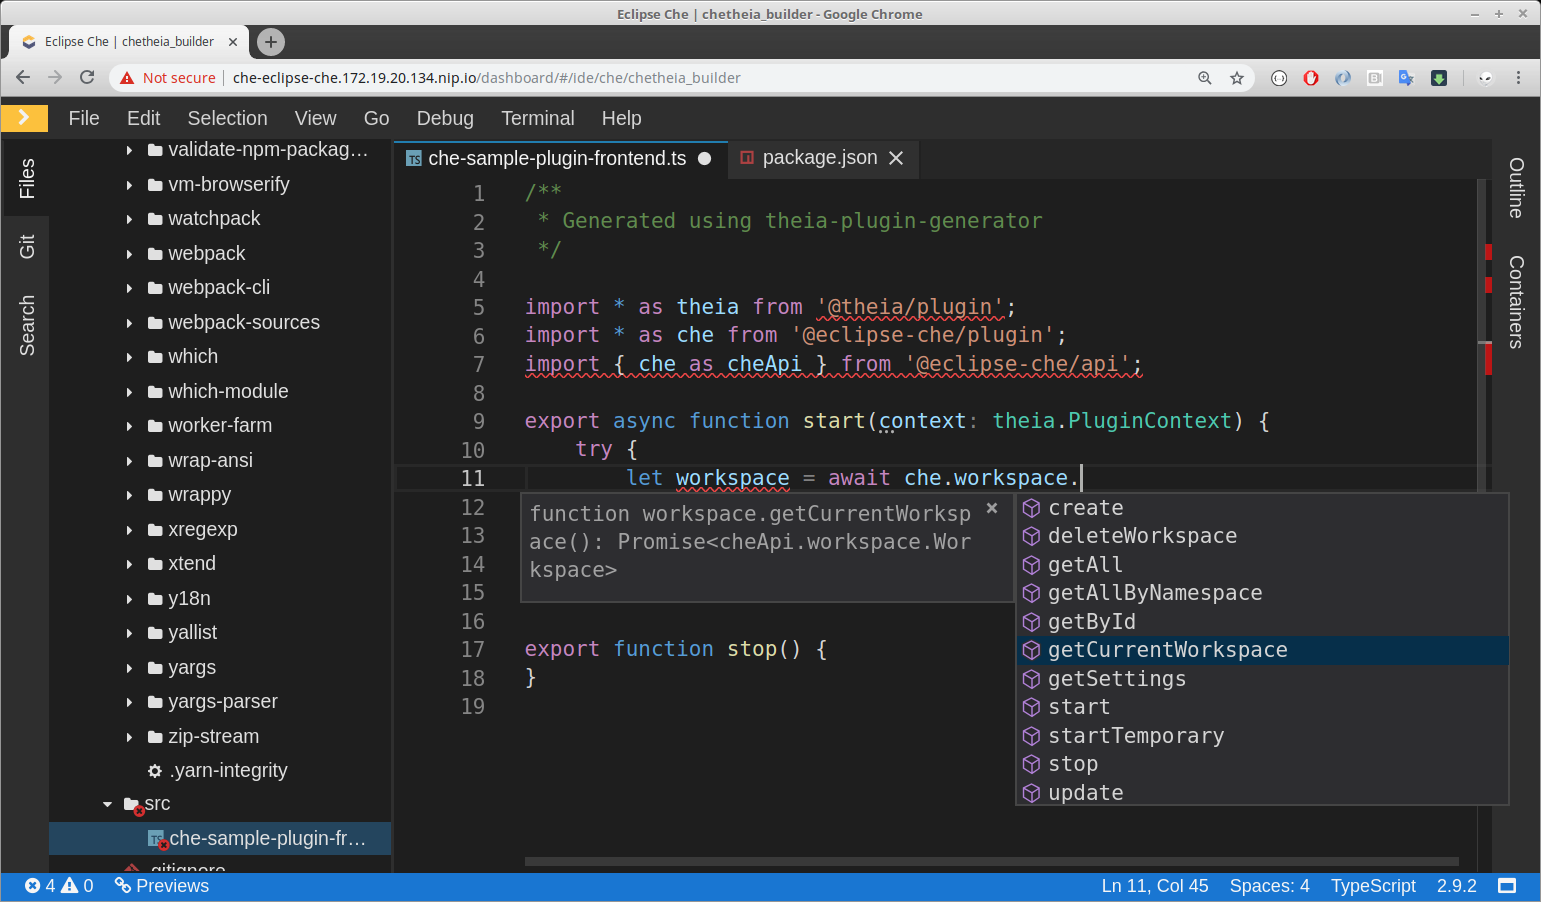 Eclipse Che | chetheia_builder - Google Chrome
Eclipse Che | chetheia_builder
Not secure | che-eclipse-che.172.19.20.134.nip.io/dashboard/#/ide/che/chetheia_builder
File Edit Selection View Go Debug Terminal Help
Files
Git
Search
validate-npm-packag...
vm-browserify
watchpack
webpack
webpack-cli
webpack-sources
which
which-module
worker-farm
wrap-ansi
wrappy
xregexp
xtend
y18n
yallist
yargs
yargs-parser
zip-stream
.yarn-integrity
src
TS che-sample-plugin-fr...
.gitignore
TS che-sample-plugin-frontend.ts
package.json
1 /**
2  * Generated using theia-plugin-generator
3  */
4
5 import * as theia from '@theia/plugin';
6 import * as che from '@eclipse-che/plugin';
7 import { che as cheApi } from '@eclipse-che/api';
8
9 export async function start(context: theia.PluginContext) {
10     try {
11         let workspace = await che.workspace.
12
13
14
15
16
17 export function stop() {
18 }
19
function workspace.getCurrentWorksp
ace(): Promise<cheApi.workspace.Wor
kspace>
create
deleteWorkspace
getAll
getAllByNamespace
getById
getCurrentWorkspace
getSettings
start
startTemporary
stop
update
Outline
Containers
4 0 Previews
Ln 11, Col 45 Spaces: 4 TypeScript 2.9.2